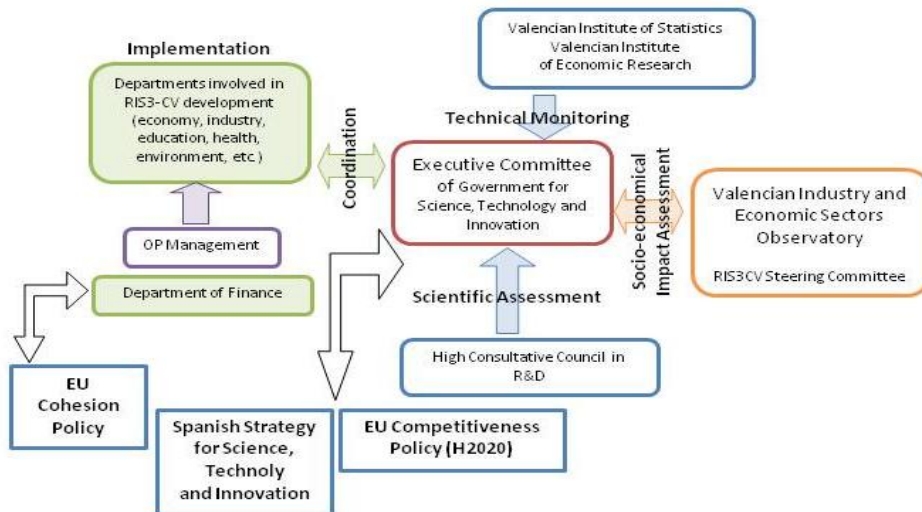 Implementation
Departments involved in
RIS3-CV development
(economy, industry,
education, health,
environment, etc.)
OP Management
Department of Finance
EU
Cohesion
Policy
Coordination
Valencian Institute of Statistics
Valencian Institute
of Economic Research
Technical Monitoring
Executive Committee
of Government for
Science, Technology and
Innovation
Scientific Assessment
High Consultative Council in
R&D
Socio-economical
Impact Assessment
Valencian Industry and
Economic Sectors
Observatory
RIS3CV Steering Committee
Spanish Strategy
for Science,
Technoly
and Innovation
EU Competitiveness
Policy (H2020)